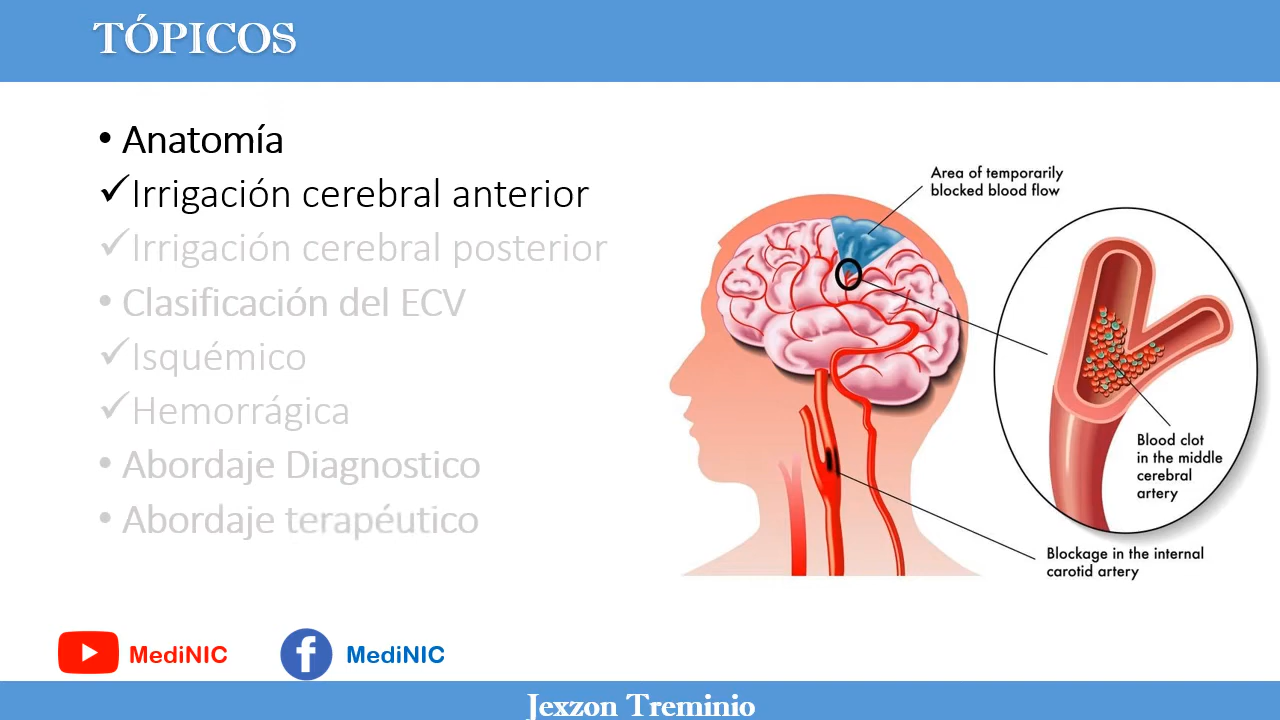 TÓPICOS
• Anatomía
✓Irrigación cerebral anterior
✓Irrigación cerebral posterior
• Clasificación del ECV
✓Isquémico
✓Hemorrágica
• Abordaje Diagnostico
• Abordaje terapéutico
Area of temporarily
blocked blood flow
Blood clot
in the middle
cerebral
artery
Blockage in the internal
carotid artery
MediNIC
f MediNIC
Jexzon Treminio